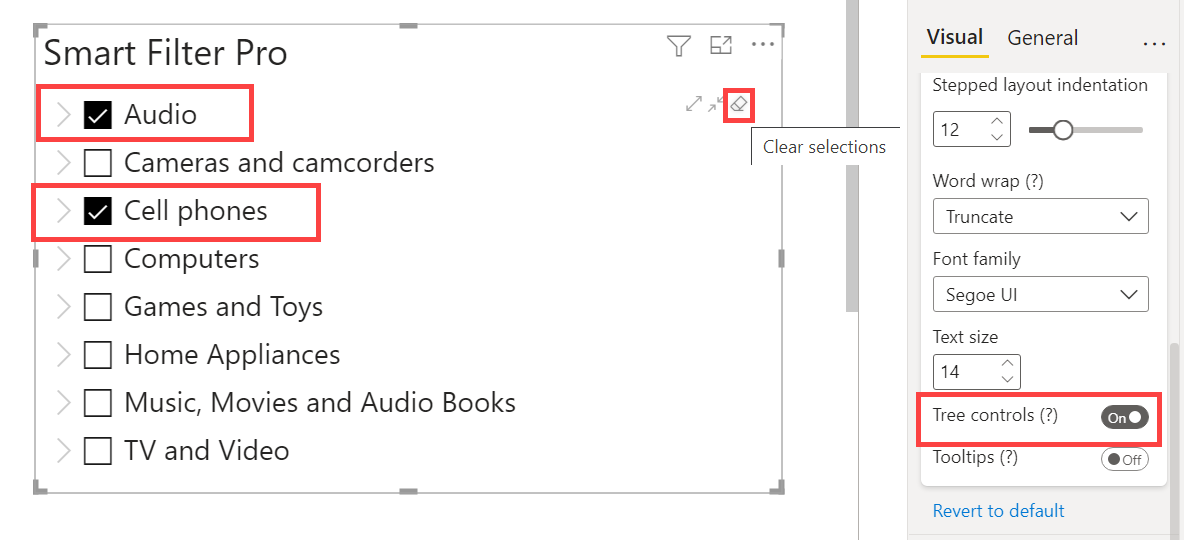 Smart Filter Pro
Audio
Clear selections
Cameras and camcorders
Cell phones
Computers
Games and Toys
Home Appliances
Music, Movies and Audio Books
TV and Video
Visual General ...
Stepped layout indentation
12
Word wrap (?)
Truncate
Font family
Segoe UI
Text size
14
Tree controls (?) On
Tooltips (?) Off
Revert to default